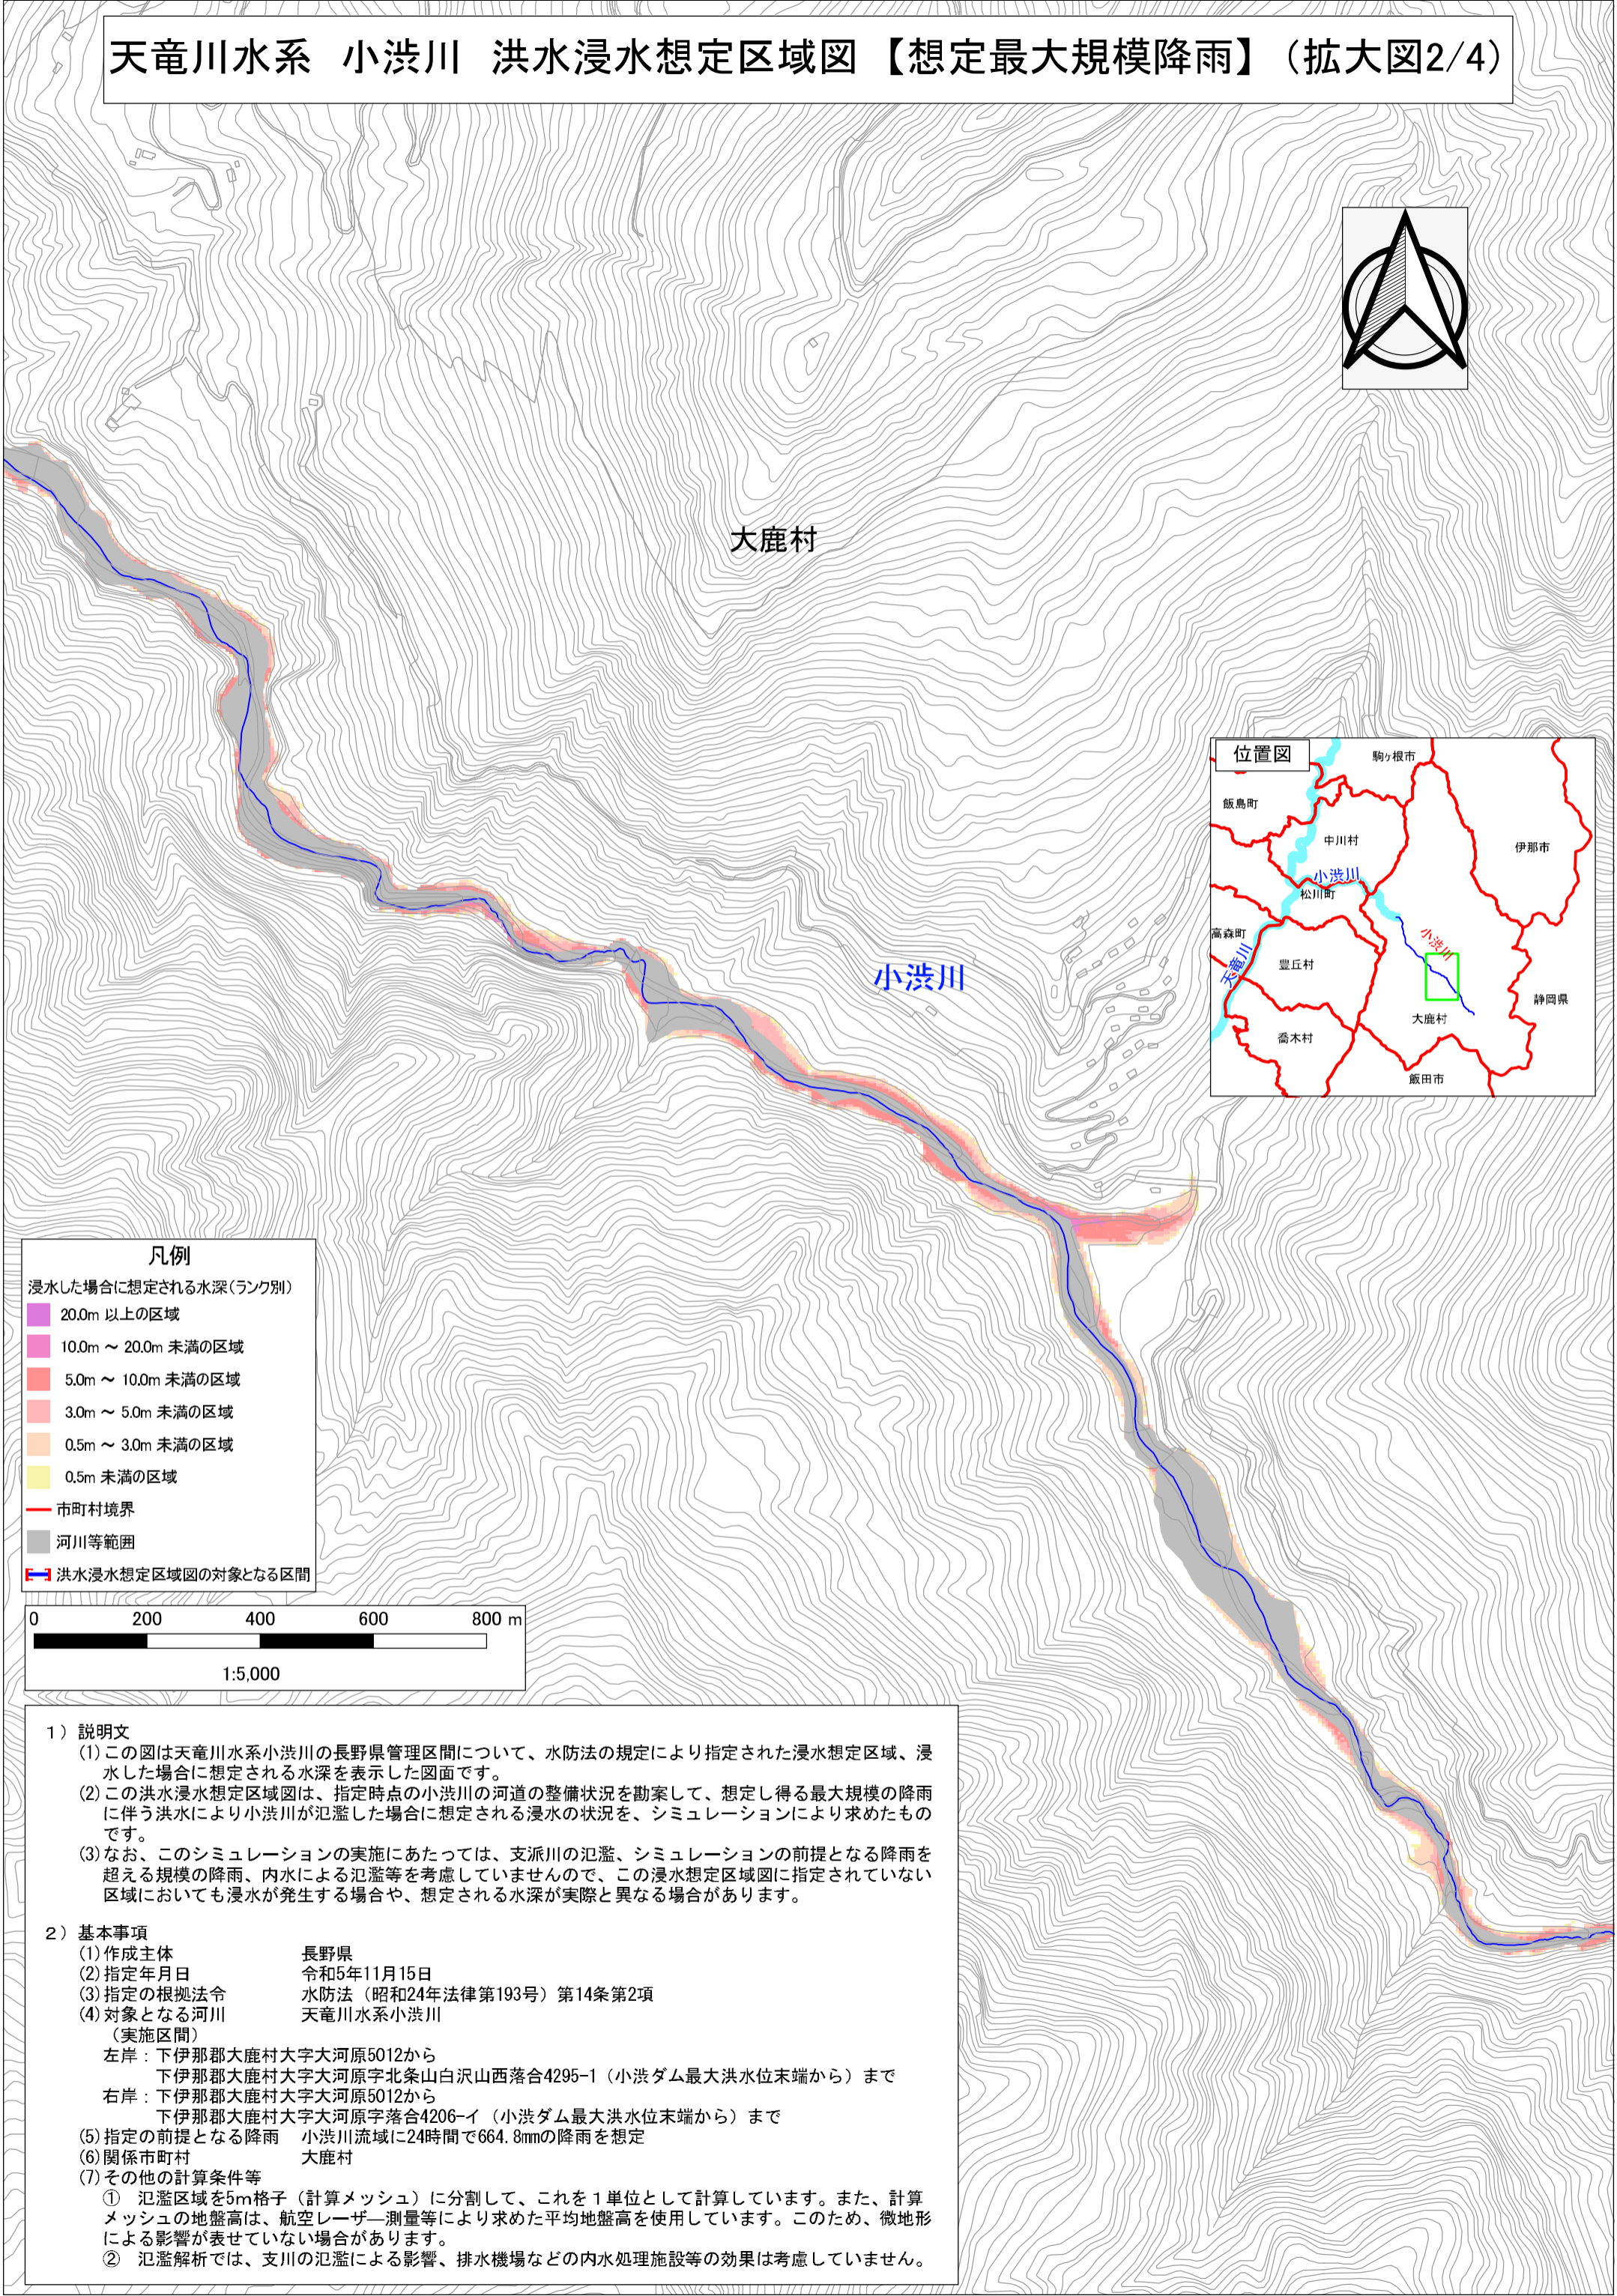 天竜川水系 小渋川 洪水浸水想定区域図【想定最大規模降雨】（拡大図2/4）
大鹿村
位置図
駒ヶ根市
飯島町
中川村
伊那市
小渋川
松川町
高森町
小渋川
天竜川
豊丘村
静岡県
大鹿村
喬木村
飯田市
小渋川
凡例
浸水した場合に想定される水深(ランク別)
20.0m 以上の区域
10.0m ～ 20.0m 未満の区域
5.0m ～ 10.0m 未満の区域
3.0m ～ 5.0m 未満の区域
0.5m ～ 3.0m 未満の区域
0.5m 未満の区域
市町村境界
河川等範囲
洪水浸水想定区域図の対象となる区間
0 200 400 600 800 m
1:5,000
１）説明文
(1)この図は天竜川水系小渋川の長野県管理区間について、水防法の規定により指定された浸水想定区域、浸
水した場合に想定される水深を表示した図面です。
(2)この洪水浸水想定区域図は、指定時点の小渋川の河道の整備状況を勘案して、想定し得る最大規模の降雨
に伴う洪水により小渋川が氾濫した場合に想定される浸水の状況を、シミュレーションにより求めたもの
です。
(3)なお、このシミュレーションの実施にあたっては、支派川の氾濫、シミュレーションの前提となる降雨を
超える規模の降雨、内水による氾濫等を考慮していませんので、この浸水想定区域図に指定されていない
区域においても浸水が発生する場合や、想定される水深が実際と異なる場合があります。
２）基本事項
(1)作成主体 長野県
(2)指定年月日 令和5年11月15日
(3)指定の根拠法令 水防法（昭和24年法律第193号）第14条第2項
(4)対象となる河川 天竜川水系小渋川
（実施区間）
左岸：下伊那郡大鹿村大字大河原5012から
下伊那郡大鹿村大字大河原字北条山白沢山西落合4295-1（小渋ダム最大洪水位末端から）まで
右岸：下伊那郡大鹿村大字大河原5012から
下伊那郡大鹿村大字大河原字落合4206-イ（小渋ダム最大洪水位末端から）まで
(5)指定の前提となる降雨 小渋川流域に24時間で664.8mmの降雨を想定
(6)関係市町村 大鹿村
(7)その他の計算条件等
① 氾濫区域を5m格子（計算メッシュ）に分割して、これを１単位として計算しています。また、計算
メッシュの地盤高は、航空レーザ―測量等により求めた平均地盤高を使用しています。このため、微地形
による影響が表せていない場合があります。
② 氾濫解析では、支川の氾濫による影響、排水機場などの内水処理施設等の効果は考慮していません。